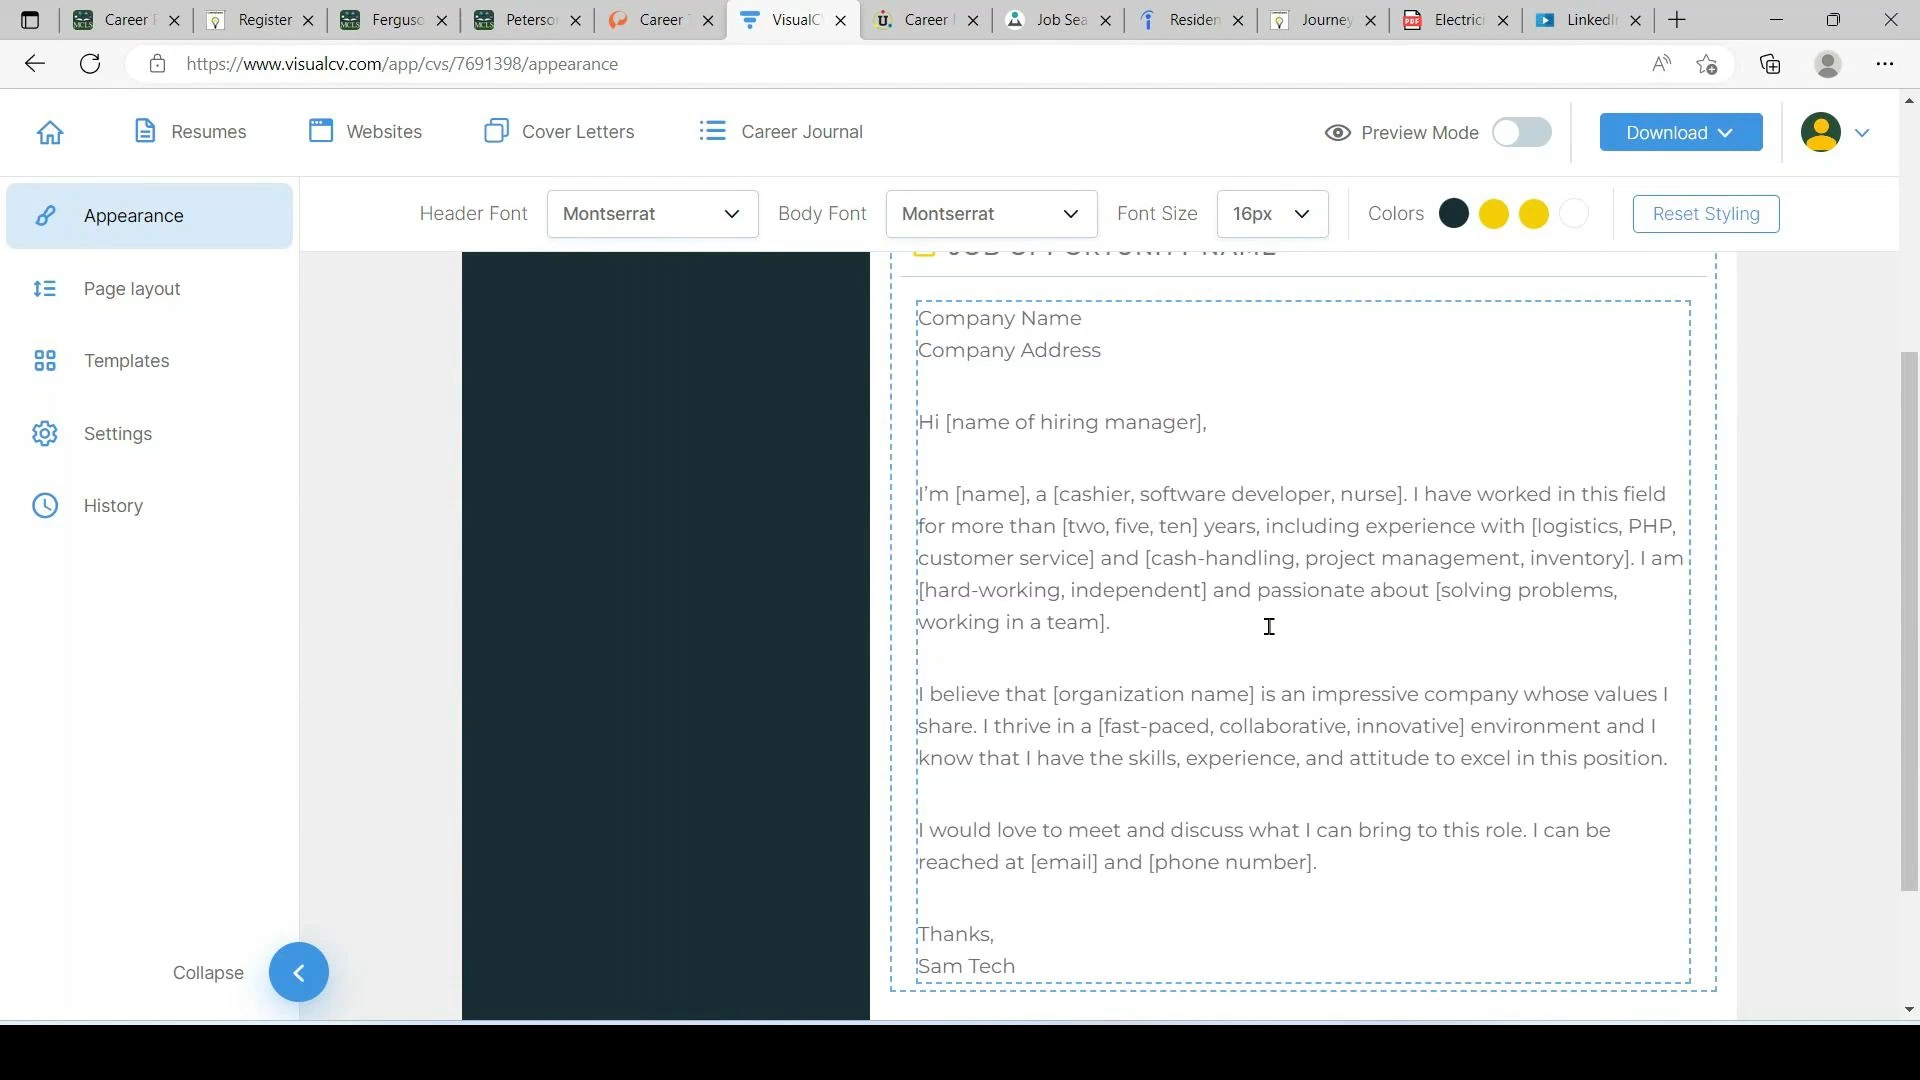 Career F
Register
Ferguso
Peterso
Career T
VisualC
Career
Job Sea
Residen
Journey
Electric
LinkedIn
https://www.visualcv.com/app/cvs/7691398/appearance
Resumes
Websites
Cover Letters
Career Journal
Preview Mode
Download
Appearance
Page layout
Templates
Settings
History
Collapse
Header Font
Montserrat
Body Font
Montserrat
Font Size
16px
Colors
Reset Styling
JOB OPPORTUNITY NAME
Company Name
Company Address
Hi [name of hiring manager],
I'm [name], a [cashier, software developer, nurse]. I have worked in this field
for more than [two, five, ten] years, including experience with [logistics, PHP,
customer service] and [cash-handling, project management, inventory]. I am
[hard-working, independent] and passionate about [solving problems,
working in a team].
I believe that [organization name] is an impressive company whose values I
share. I thrive in a [fast-paced, collaborative, innovative] environment and I
know that I have the skills, experience, and attitude to excel in this position.
I would love to meet and discuss what I can bring to this role. I can be
reached at [email] and [phone number].
Thanks,
Sam Tech